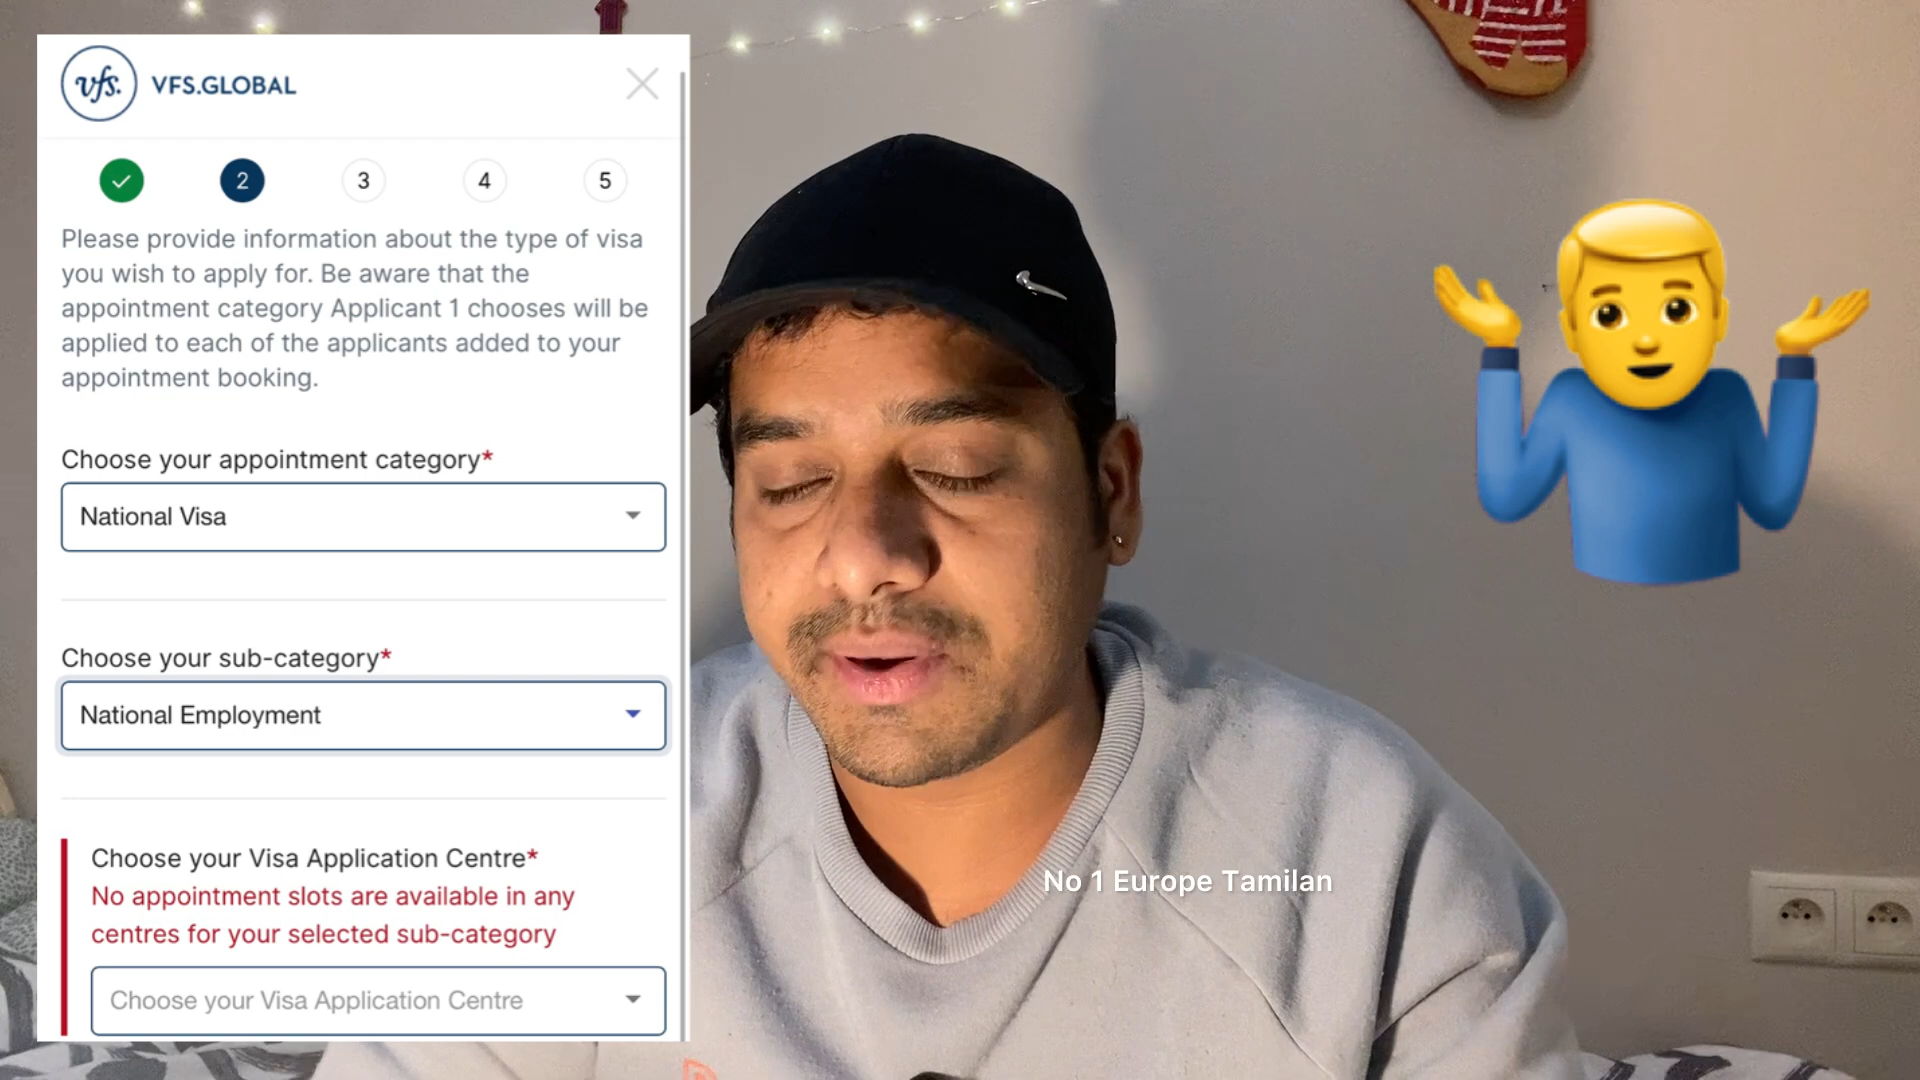 vfs.
VFS.GLOBAL
2
3
4
5
Please provide information about the type of visa
you wish to apply for. Be aware that the
appointment category Applicant 1 chooses will be
applied to each of the applicants added to your
appointment booking.
Choose your appointment category*
National Visa
Choose your sub-category*
National Employment
Choose your Visa Application Centre*
No appointment slots are available in any
centres for your selected sub-category
Choose your Visa Application Centre
No 1 Europe Tamilan